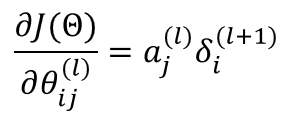 ∂J(Θ)/∂θ_{ij}^{(l)} = a_j^{(l)} δ_i^{(l+1)}